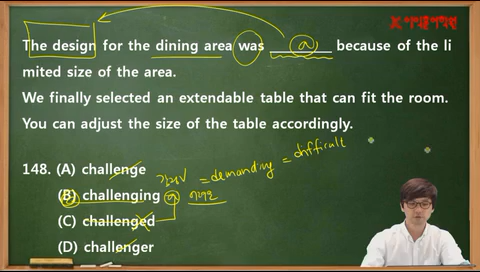 The design for the dining area was ______ ⓐ because of the li
mited size of the area.
We finally selected an extendable table that can fit the room.
You can adjust the size of the table accordingly.
148. (A) challenge
= demanding = difficult
(B) challenging ⓐ
(C) challenged
(D) challenger